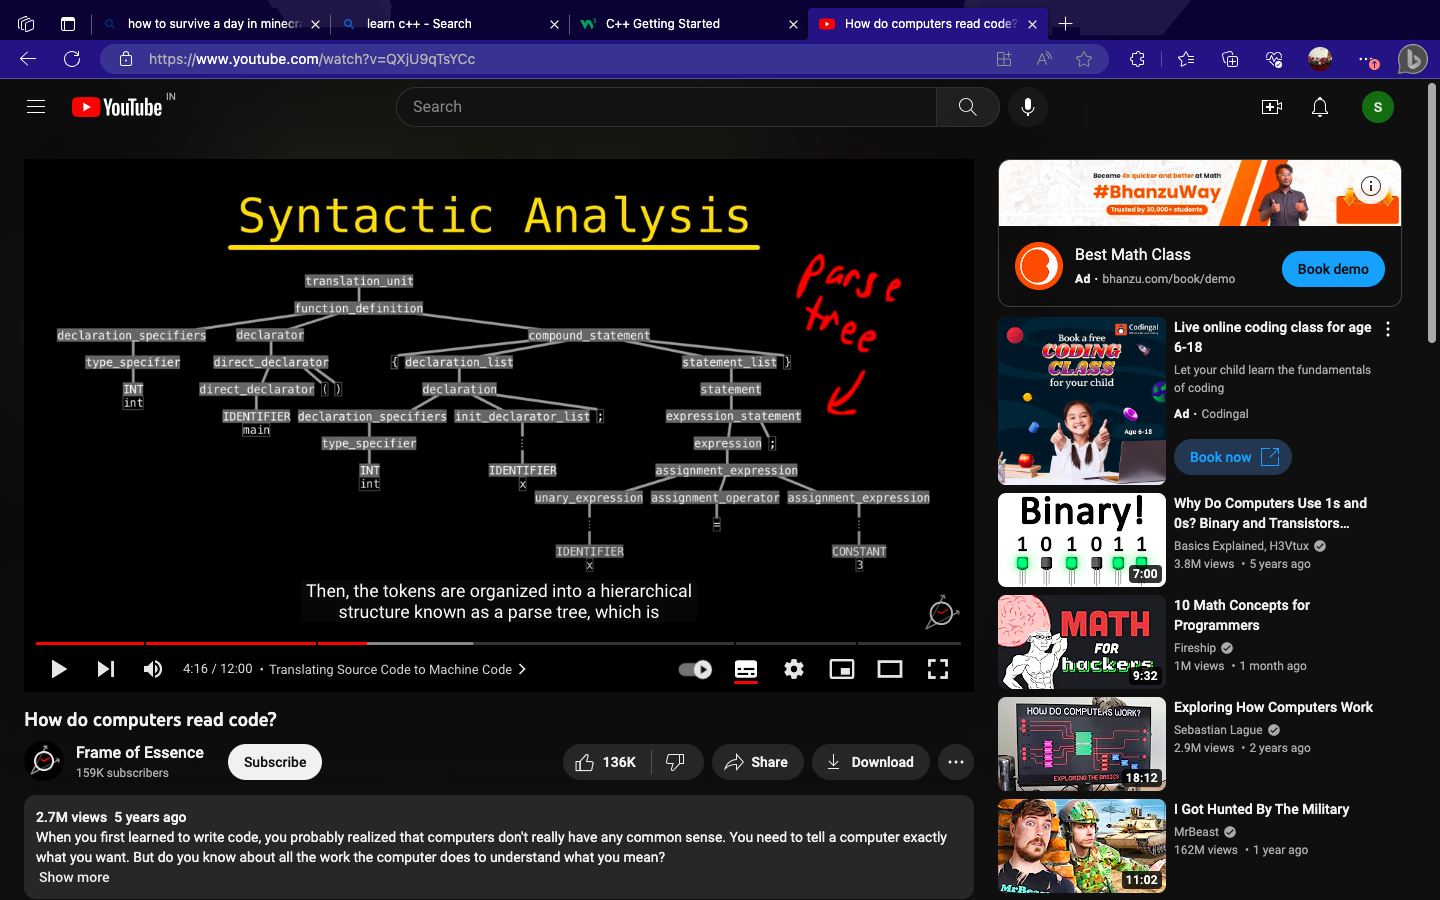 how to survive a day in minecra
learn c++ - Search
C++ Getting Started
How do computers read code?
https://www.youtube.com/watch?v=QXjU9qTsYCc
1
YouTube IN
Search
S
Syntactic Analysis
parse
tree
translation_unit
function_definition
declaration_specifiers declarator compound_statement
type_specifier direct_declarator { declaration_list statement_list }
INT direct_declarator ( ) declaration statement
int
IDENTIFIER declaration_specifiers init_declarator_list ; expression_statement
main
type_specifier expression ;
INT IDENTIFIER assignment_expression
int x
unary_expression assignment_operator assignment_expression
=
IDENTIFIER CONSTANT
x 3
Then, the tokens are organized into a hierarchical
structure known as a parse tree, which is
4:16 / 12:00 • Translating Source Code to Machine Code
How do computers read code?
Frame of Essence
159K subscribers
Subscribe
136K
Share
Download
2.7M views 5 years ago
When you first learned to write code, you probably realized that computers don't really have any common sense. You need to tell a computer exactly
what you want. But do you know about all the work the computer does to understand what you mean?
Show more
Become 4x quicker and better at Math
#BhanzuWay
Trusted by 30,000+ students
Best Math Class
Ad • bhanzu.com/book/demo
Book demo
Codingal
Book a free
CODING
CLASS
for your child
Age 6-18
Live online coding class for age
6-18
Let your child learn the fundamentals
of coding
Ad • Codingal
Book now
Binary!
1 0 1 0 1 1
7:00
Why Do Computers Use 1s and
0s? Binary and Transistors...
Basics Explained, H3Vtux
3.8M views • 5 years ago
MATH
FOR
hackers
9:32
10 Math Concepts for
Programmers
Fireship
1M views • 1 month ago
HOW DO COMPUTERS WORK?
EXPLORING THE BASICS
18:12
Exploring How Computers Work
Sebastian Lague
2.9M views • 2 years ago
11:02
I Got Hunted By The Military
MrBeast
162M views • 1 year ago